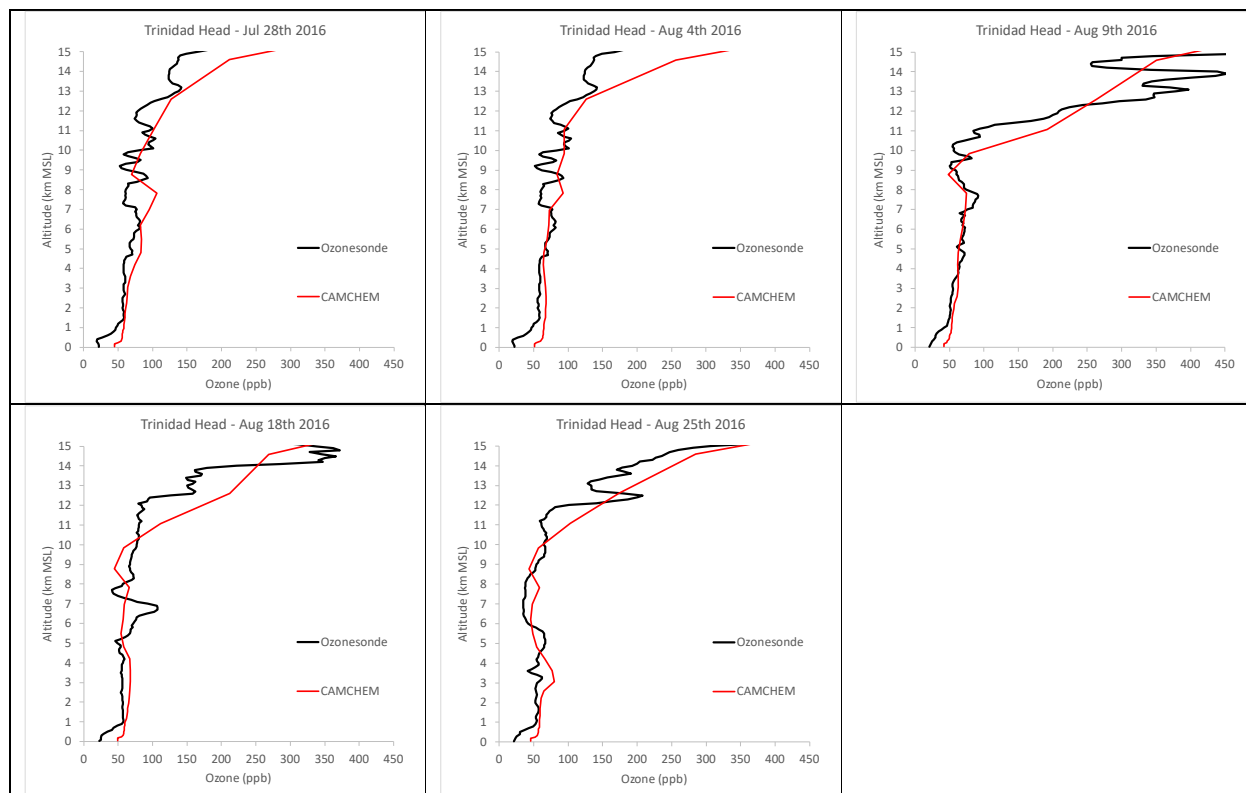 Trinidad Head - Jul 28th 2016
15
14
13
12
11
10
9
8
7
6
5
4
3
2
1
0
Altitude (km MSL)
Ozonesonde
CAMCHEM
0 50 100 150 200 250 300 350 400 450
Ozone (ppb)
Trinidad Head - Aug 4th 2016
15
14
13
12
11
10
9
8
7
6
5
4
3
2
1
0
Altitude (km MSL)
Ozonesonde
CAMCHEM
0 50 100 150 200 250 300 350 400 450
Ozone (ppb)
Trinidad Head - Aug 9th 2016
15
14
13
12
11
10
9
8
7
6
5
4
3
2
1
0
Altitude (km MSL)
Ozonesonde
CAMCHEM
0 50 100 150 200 250 300 350 400 450
Ozone (ppb)
Trinidad Head - Aug 18th 2016
15
14
13
12
11
10
9
8
7
6
5
4
3
2
1
0
Altitude (km MSL)
Ozonesonde
CAMCHEM
0 50 100 150 200 250 300 350 400 450
Ozone (ppb)
Trinidad Head - Aug 25th 2016
15
14
13
12
11
10
9
8
7
6
5
4
3
2
1
0
Altitude (km MSL)
Ozonesonde
CAMCHEM
0 50 100 150 200 250 300 350 400 450
Ozone (ppb)